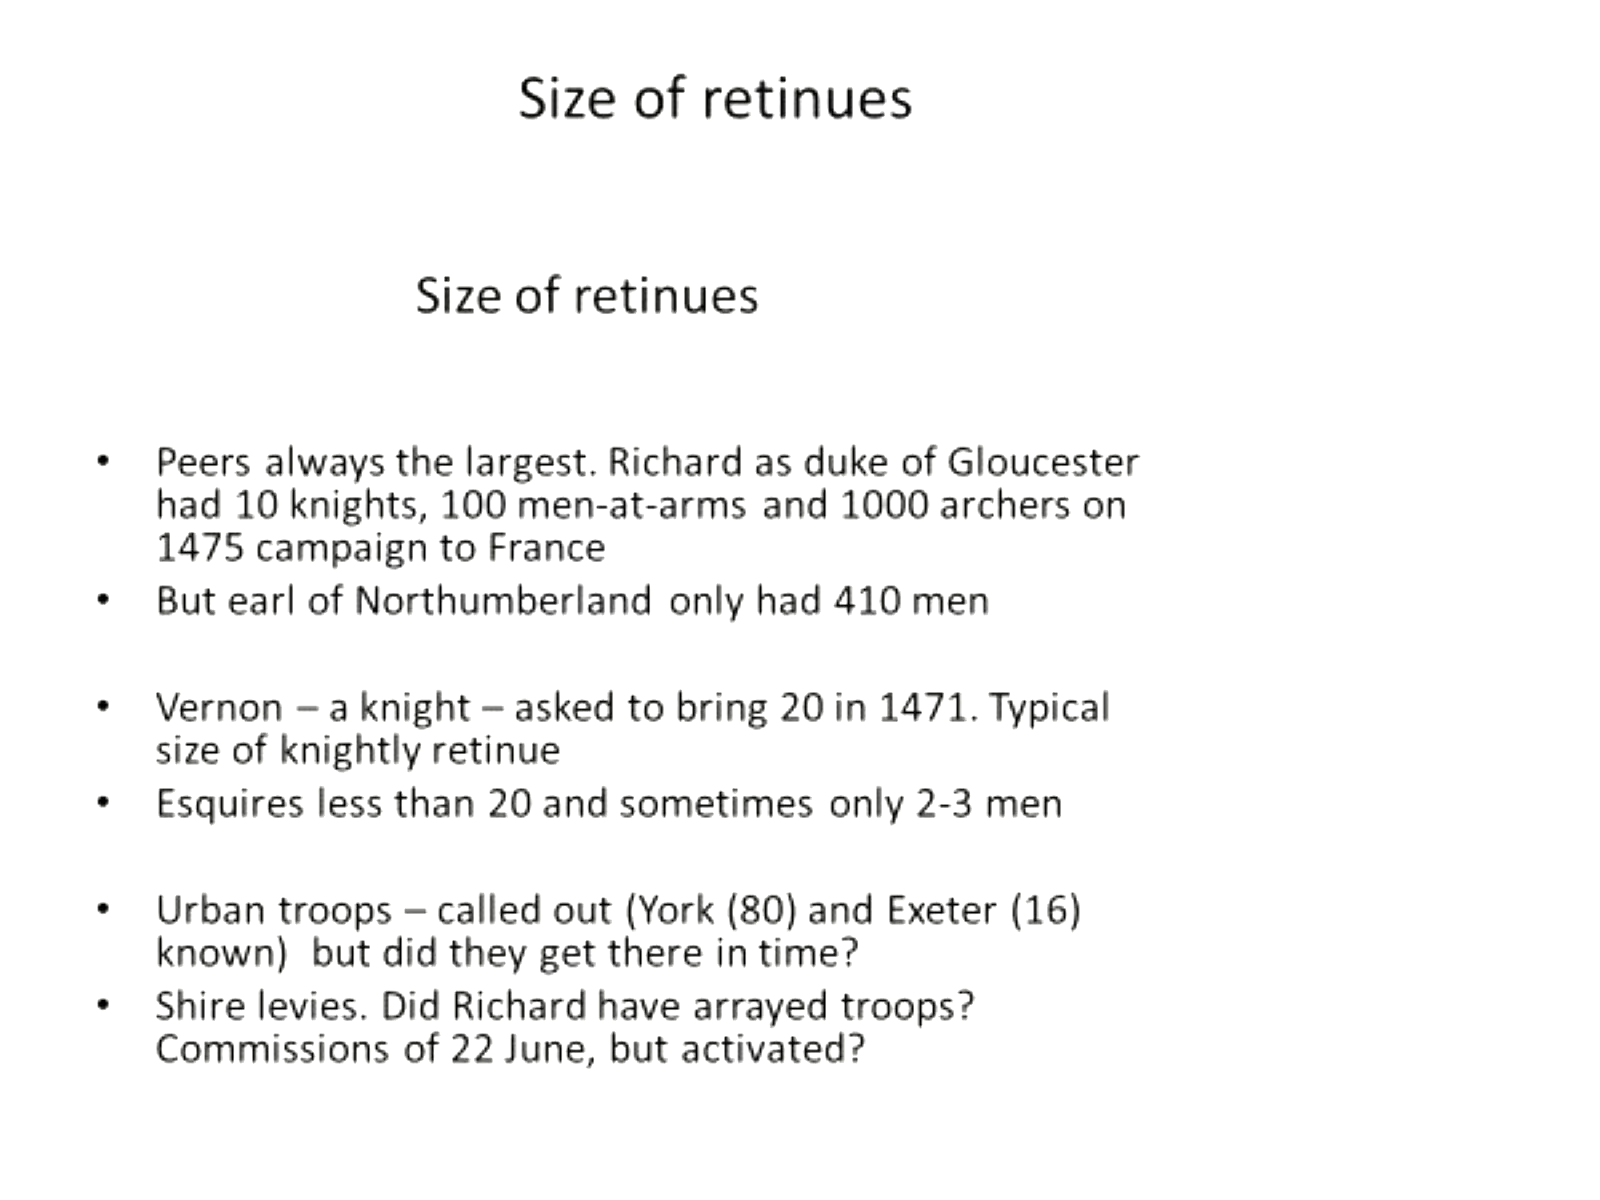 Size of retinues
Size of retinues
• Peers always the largest. Richard as duke of Gloucester
had 10 knights, 100 men-at-arms and 1000 archers on
1475 campaign to France
• But earl of Northumberland only had 410 men
• Vernon – a knight – asked to bring 20 in 1471. Typical
size of knightly retinue
• Esquires less than 20 and sometimes only 2-3 men
• Urban troops – called out (York (80) and Exeter (16)
known)  but did they get there in time?
• Shire levies. Did Richard have arrayed troops?
Commissions of 22 June, but activated?